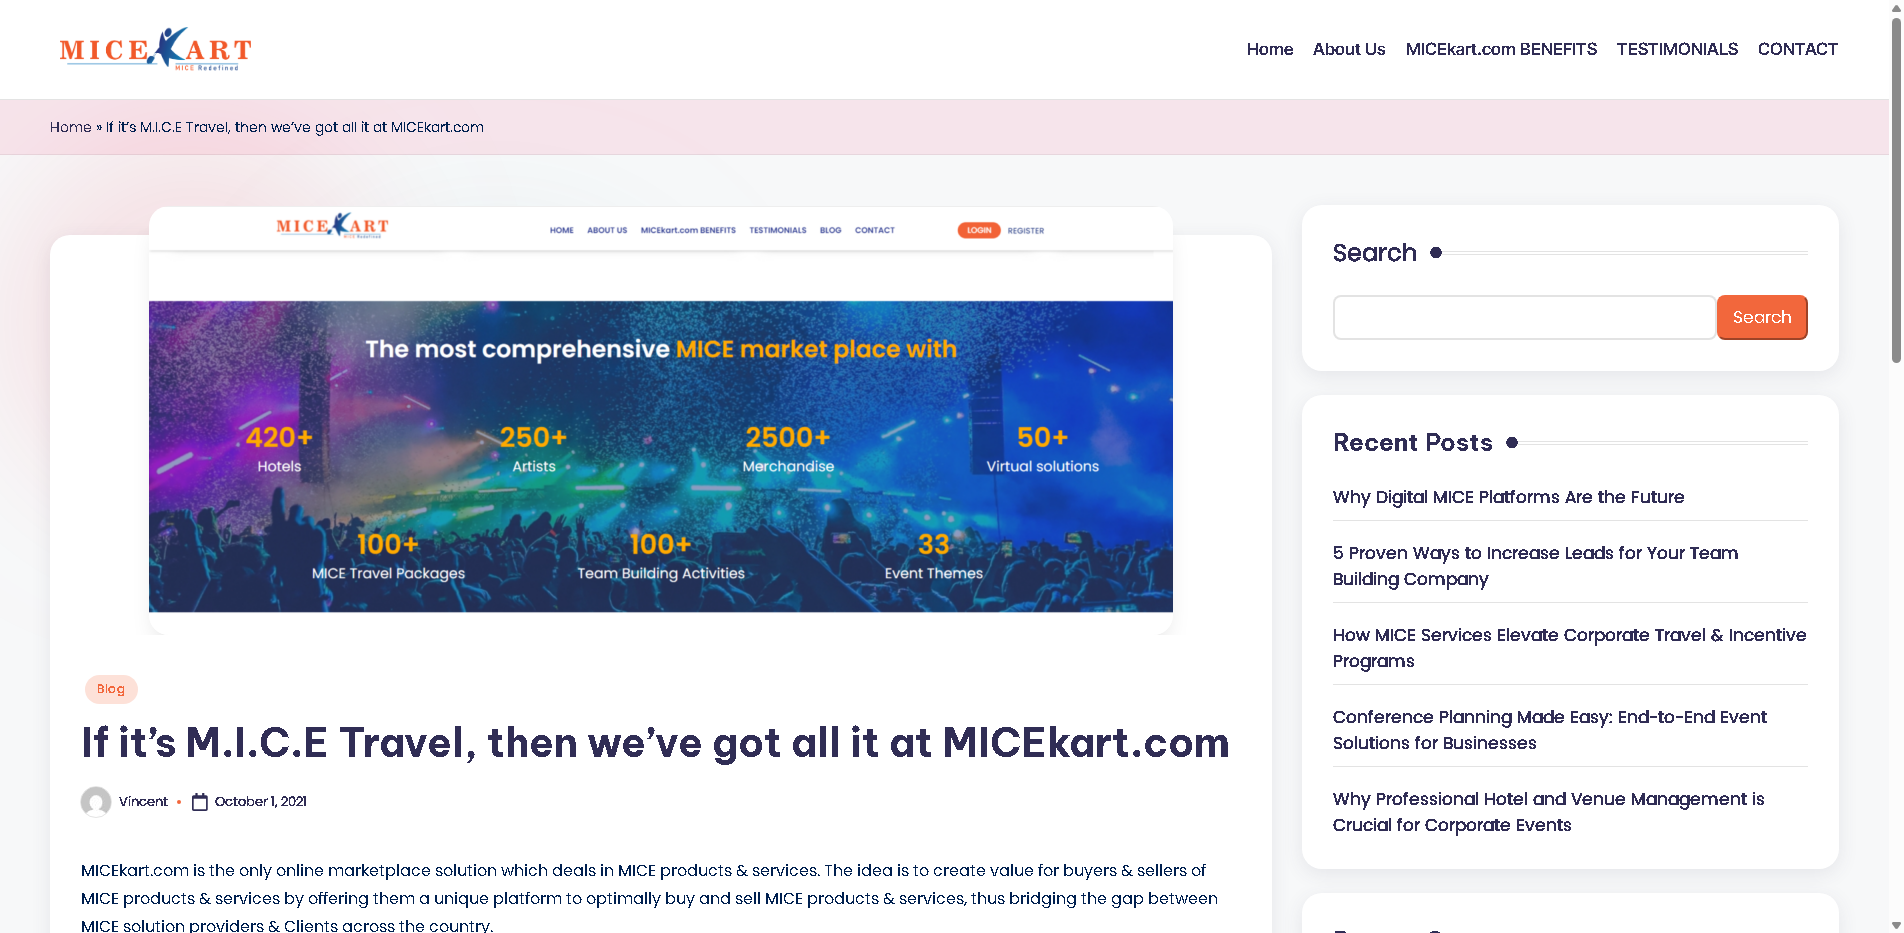 MICEKART
MICE Redefined
Home
About Us
MICEkart.com BENEFITS
TESTIMONIALS
CONTACT
Home » If it’s M.I.C.E Travel, then we’ve got all it at MICEkart.com
MICEKART
MICE Redefined
HOME
ABOUT US
MICEkart.com BENEFITS
TESTIMONIALS
BLOG
CONTACT
LOGIN
REGISTER
The most comprehensive MICE market place with
420+
Hotels
250+
Artists
2500+
Merchandise
50+
Virtual solutions
100+
MICE Travel Packages
100+
Team Building Activities
33
Event Themes
Blog
If it’s M.I.C.E Travel, then we’ve got all it at MICEkart.com
Vincent • October 1, 2021
MICEkart.com is the only online marketplace solution which deals in MICE products & services. The idea is to create value for buyers & sellers of
MICE products & services by offering them a unique platform to optimally buy and sell MICE products & services, thus bridging the gap between
MICE solution providers & Clients across the country.
Search
Search
Recent Posts
Why Digital MICE Platforms Are the Future
5 Proven Ways to Increase Leads for Your Team
Building Company
How MICE Services Elevate Corporate Travel & Incentive
Programs
Conference Planning Made Easy: End-to-End Event
Solutions for Businesses
Why Professional Hotel and Venue Management is
Crucial for Corporate Events